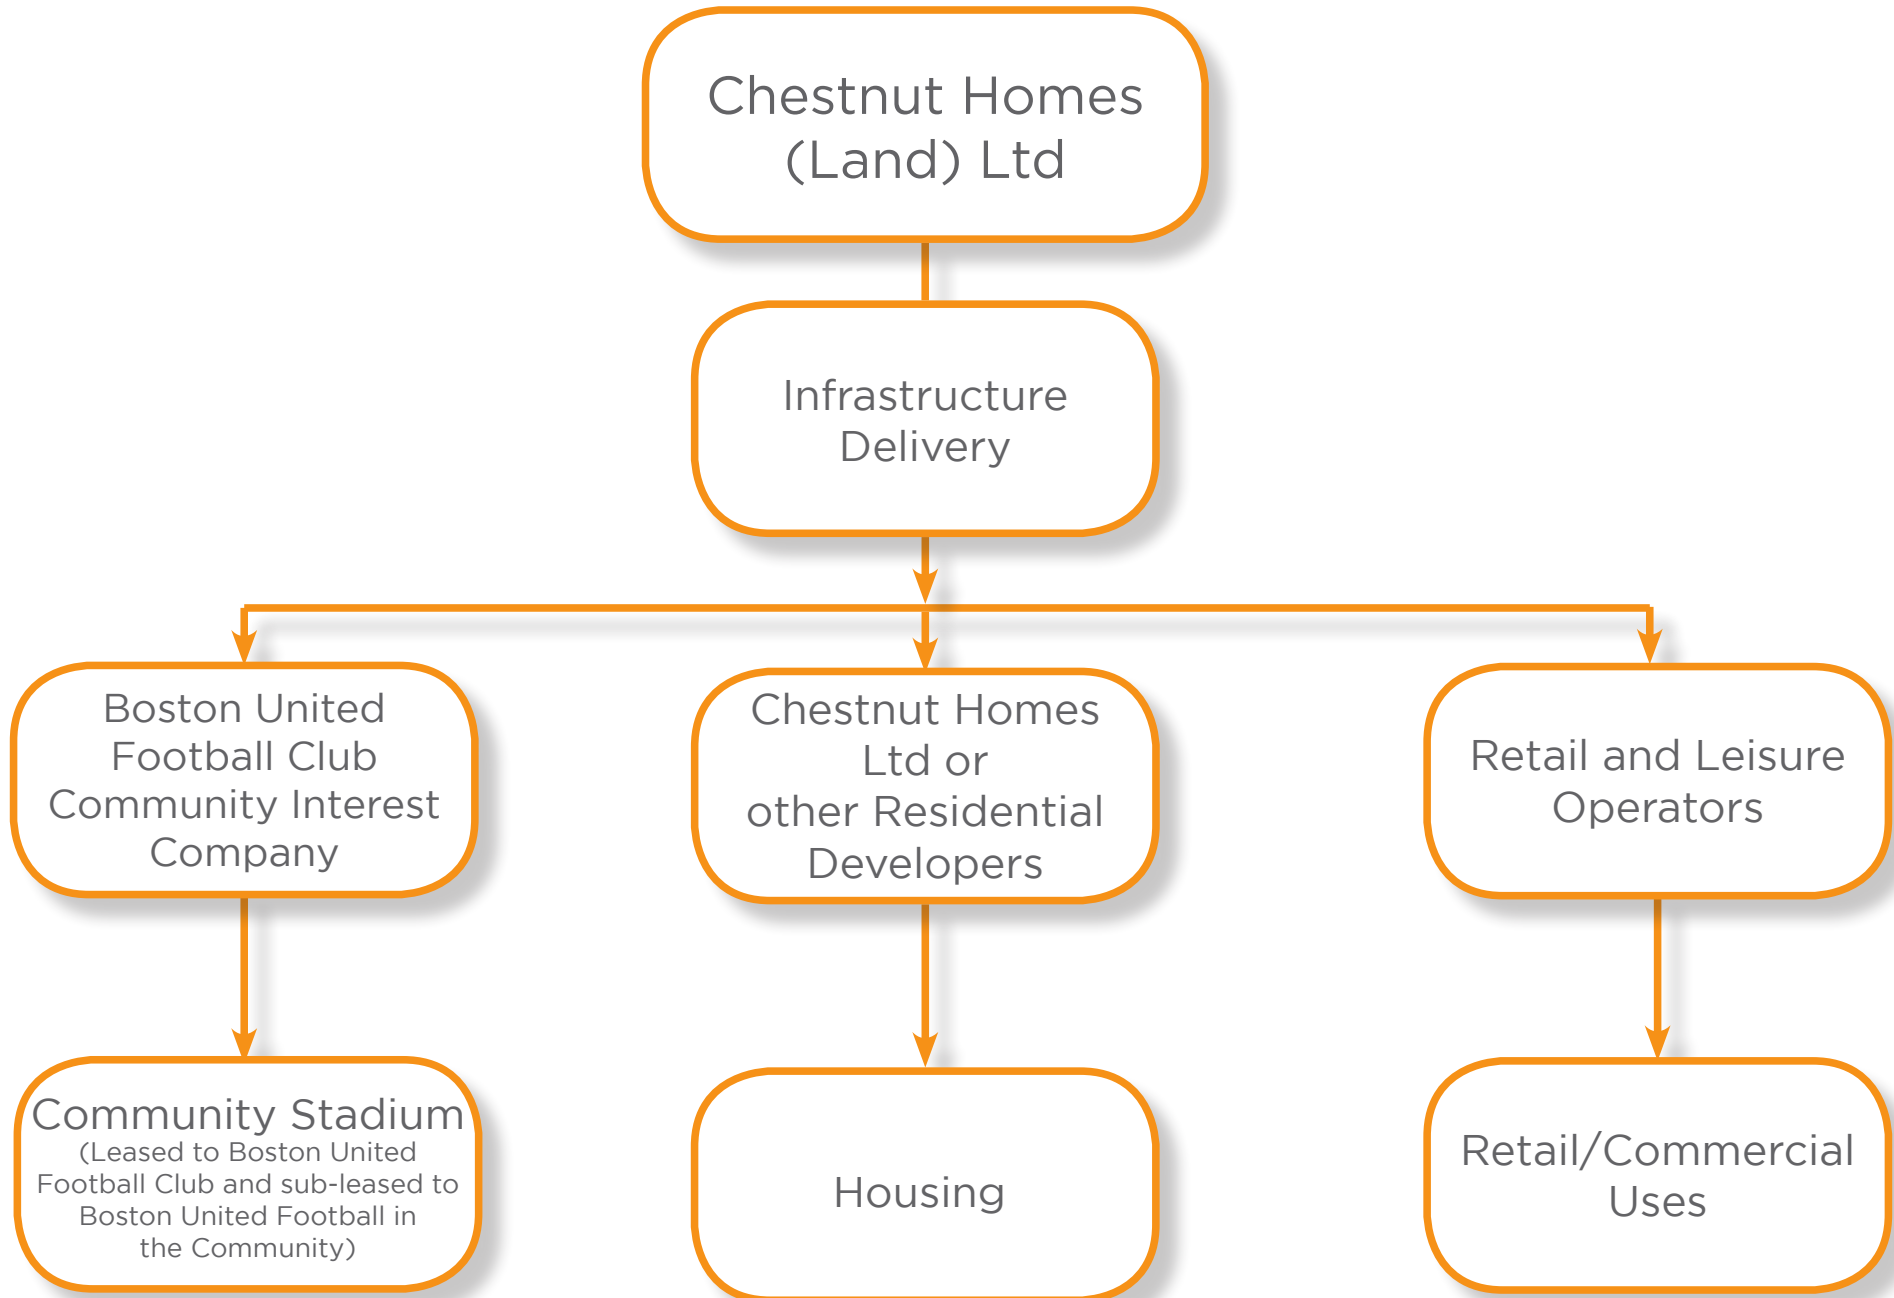 Chestnut Homes
(Land) Ltd
Infrastructure
Delivery
Boston United
Football Club
Community Interest
Company
Chestnut Homes
Ltd or
other Residential
Developers
Retail and Leisure
Operators
Community Stadium
(Leased to Boston United
Football Club and sub-leased to
Boston United Football in
the Community)
Housing
Retail/Commercial
Uses